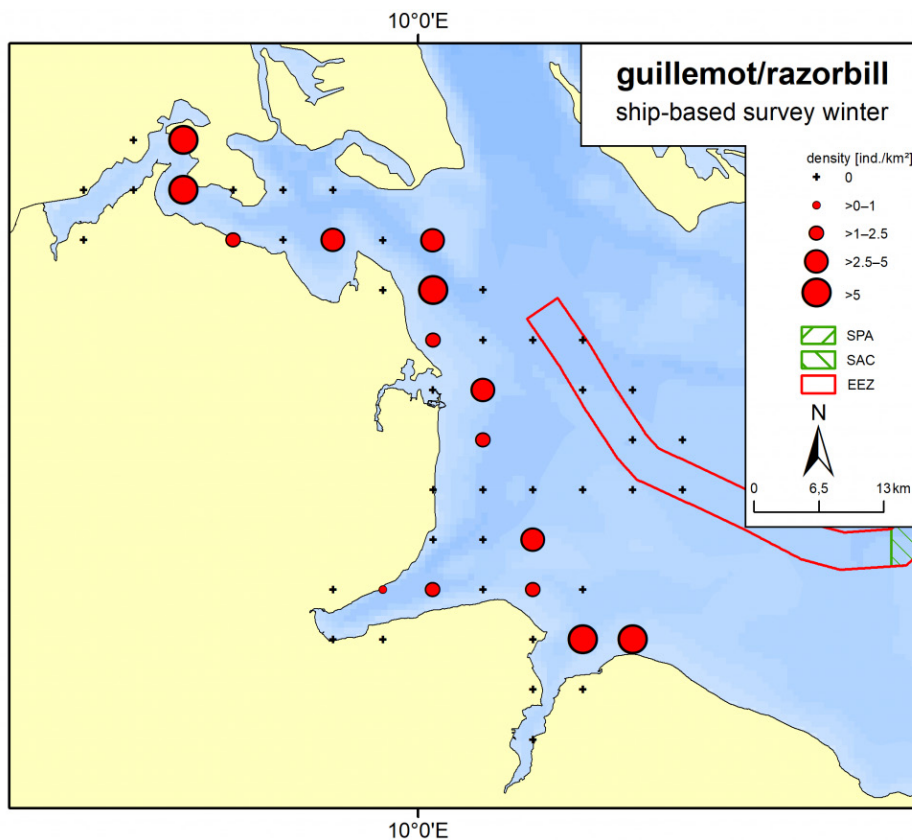 10°0'E
guillemot/razorbill
ship-based survey winter
density [ind./km²]
0
>0–1
>1–2.5
>2.5–5
>5
SPA
SAC
EEZ
N
0 6,5 13 km
10°0'E